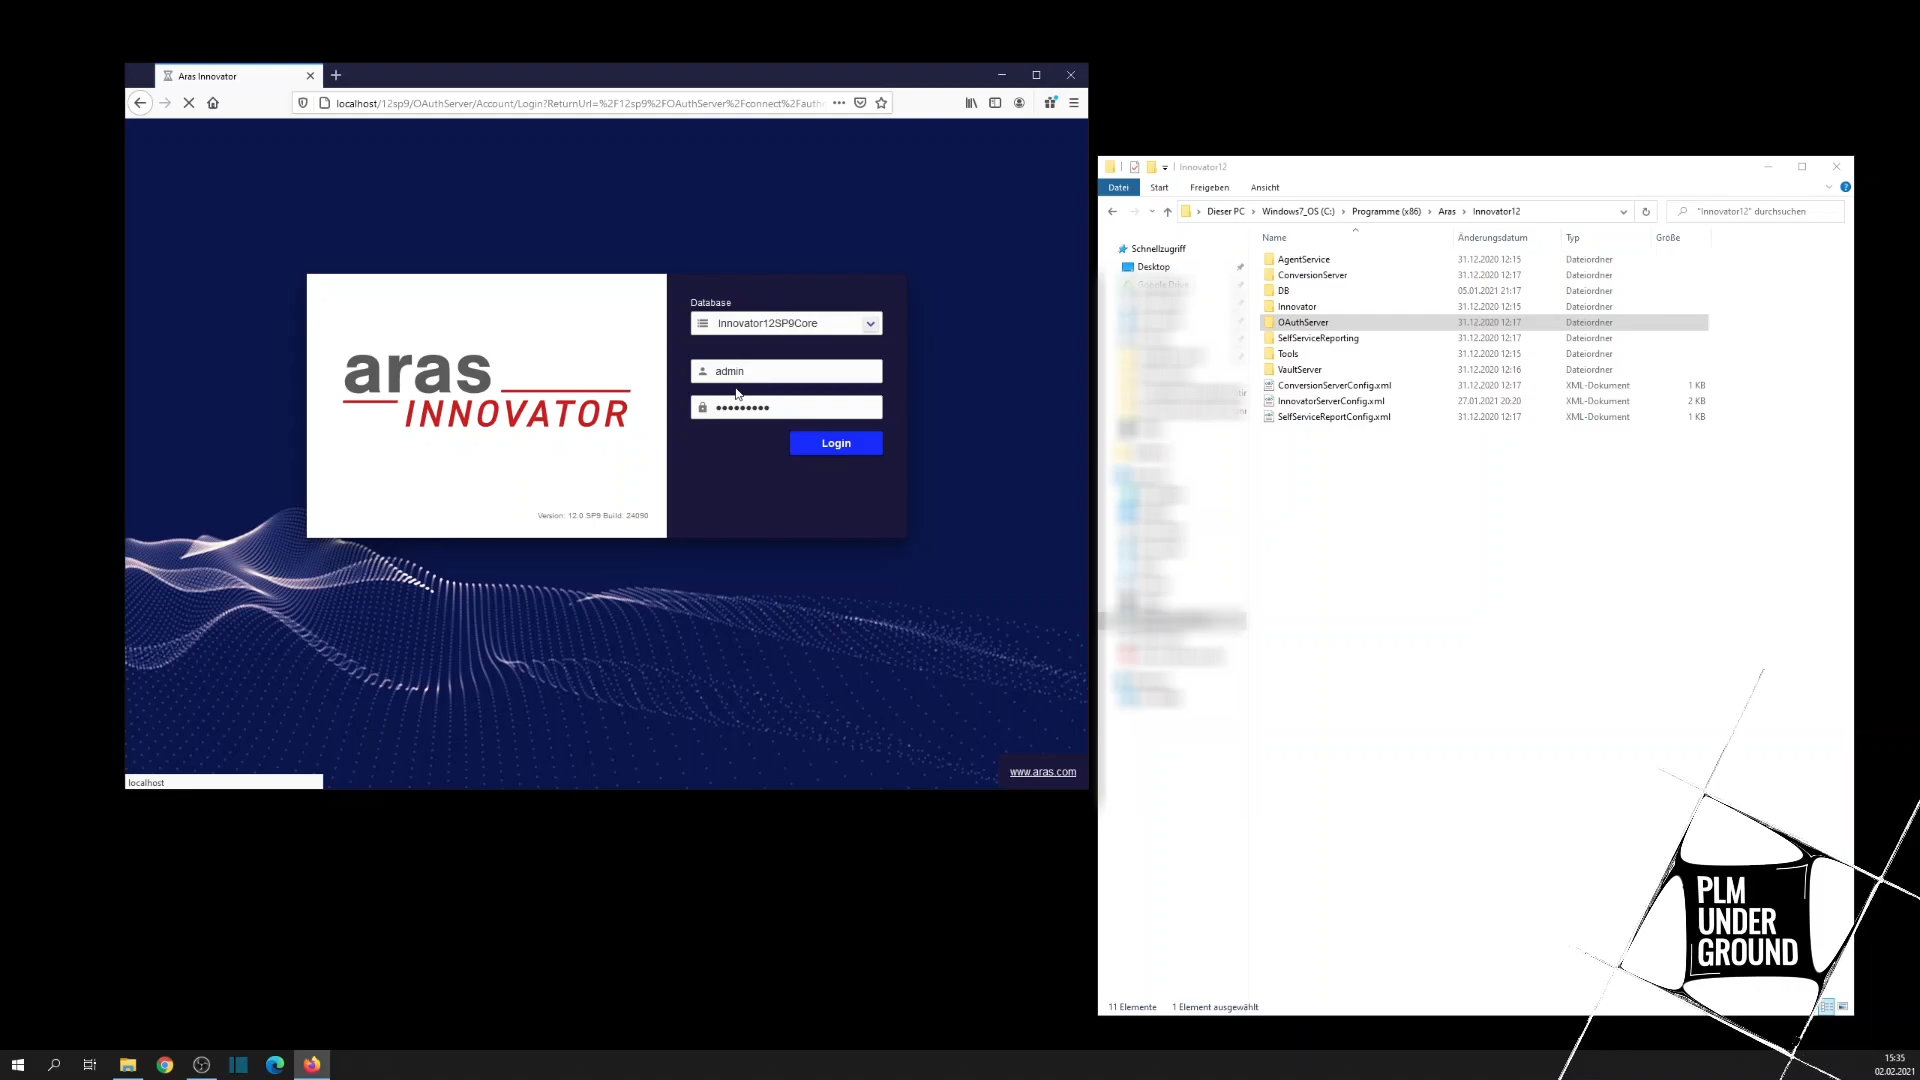 Aras Innovator
localhost/12sp9/OAuthServer/Account/Login?ReturnUrl=%2F12sp9%2FOAuthServer%2Fconnect%2Fauthr
aras
INNOVATOR
Version: 12.0 SP9 Build: 24090
Database
Innovator12SP9Core
admin
•••••••••
Login
www.aras.com
localhost
Innovator12
Datei Start Freigeben Ansicht
Dieser PC > Windows7_OS (C:) > Programme (x86) > Aras > Innovator12
"Innovator12" durchsuchen
Name Änderungsdatum Typ Größe
Schnellzugriff
Desktop
Google Drive
AgentService 31.12.2020 12:15 Dateiordner
ConversionServer 31.12.2020 12:17 Dateiordner
DB 05.01.2021 21:17 Dateiordner
Innovator 31.12.2020 12:15 Dateiordner
OAuthServer 31.12.2020 12:17 Dateiordner
SelfServiceReporting 31.12.2020 12:17 Dateiordner
Tools 31.12.2020 12:15 Dateiordner
VaultServer 31.12.2020 12:16 Dateiordner
ConversionServerConfig.xml 31.12.2020 12:17 XML-Dokument 1 KB
InnovatorServerConfig.xml 27.01.2021 20:20 XML-Dokument 2 KB
SelfServiceReportConfig.xml 31.12.2020 12:17 XML-Dokument 1 KB
11 Elemente 1 Element ausgewählt
PLM
UNDER
GROUND
15:35
02.02.2021